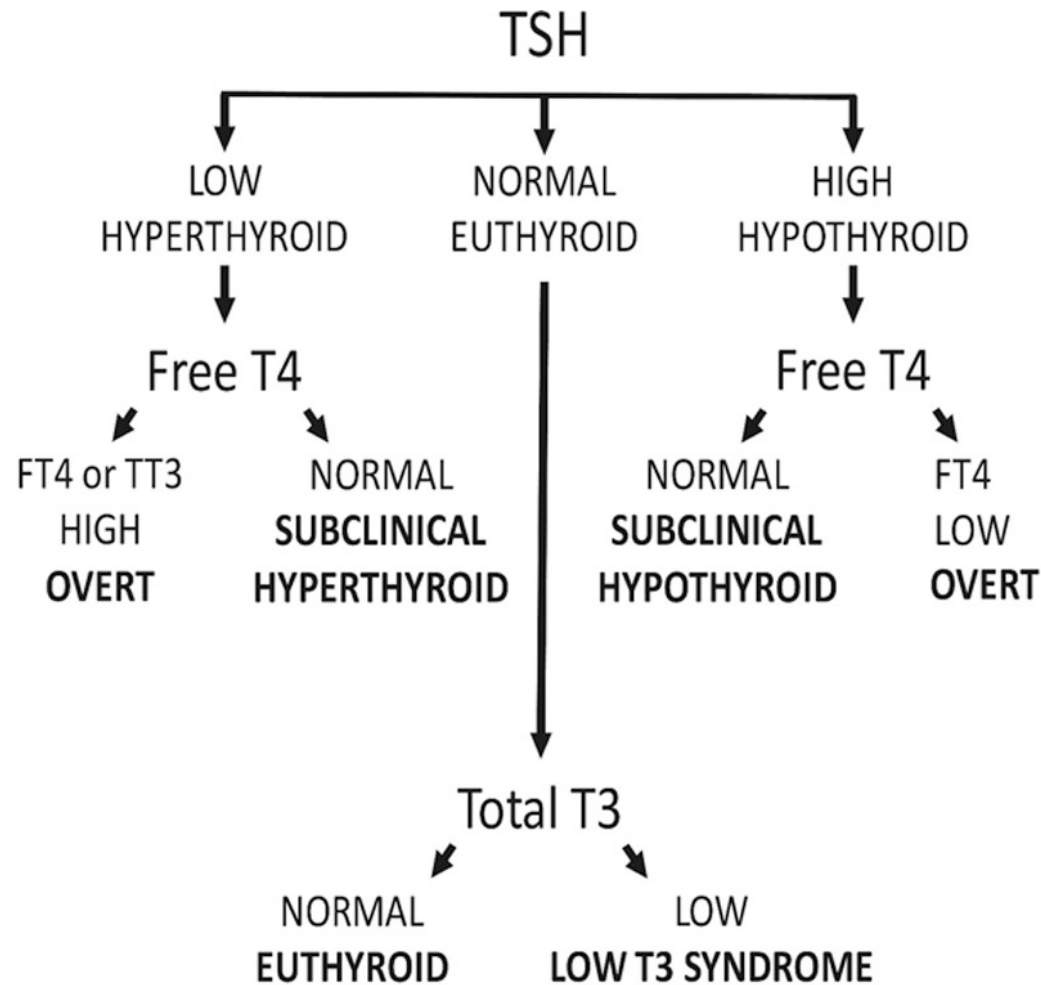 TSH
LOW
HYPERTHYROID
NORMAL
EUTHYROID
HIGH
HYPOTHYROID
Free T4
Free T4
FT4 or TT3
HIGH
OVERT
NORMAL
SUBCLINICAL
HYPERTHYROID
NORMAL
SUBCLINICAL
HYPOTHYROID
FT4
LOW
OVERT
Total T3
NORMAL
EUTHYROID
LOW
LOW T3 SYNDROME